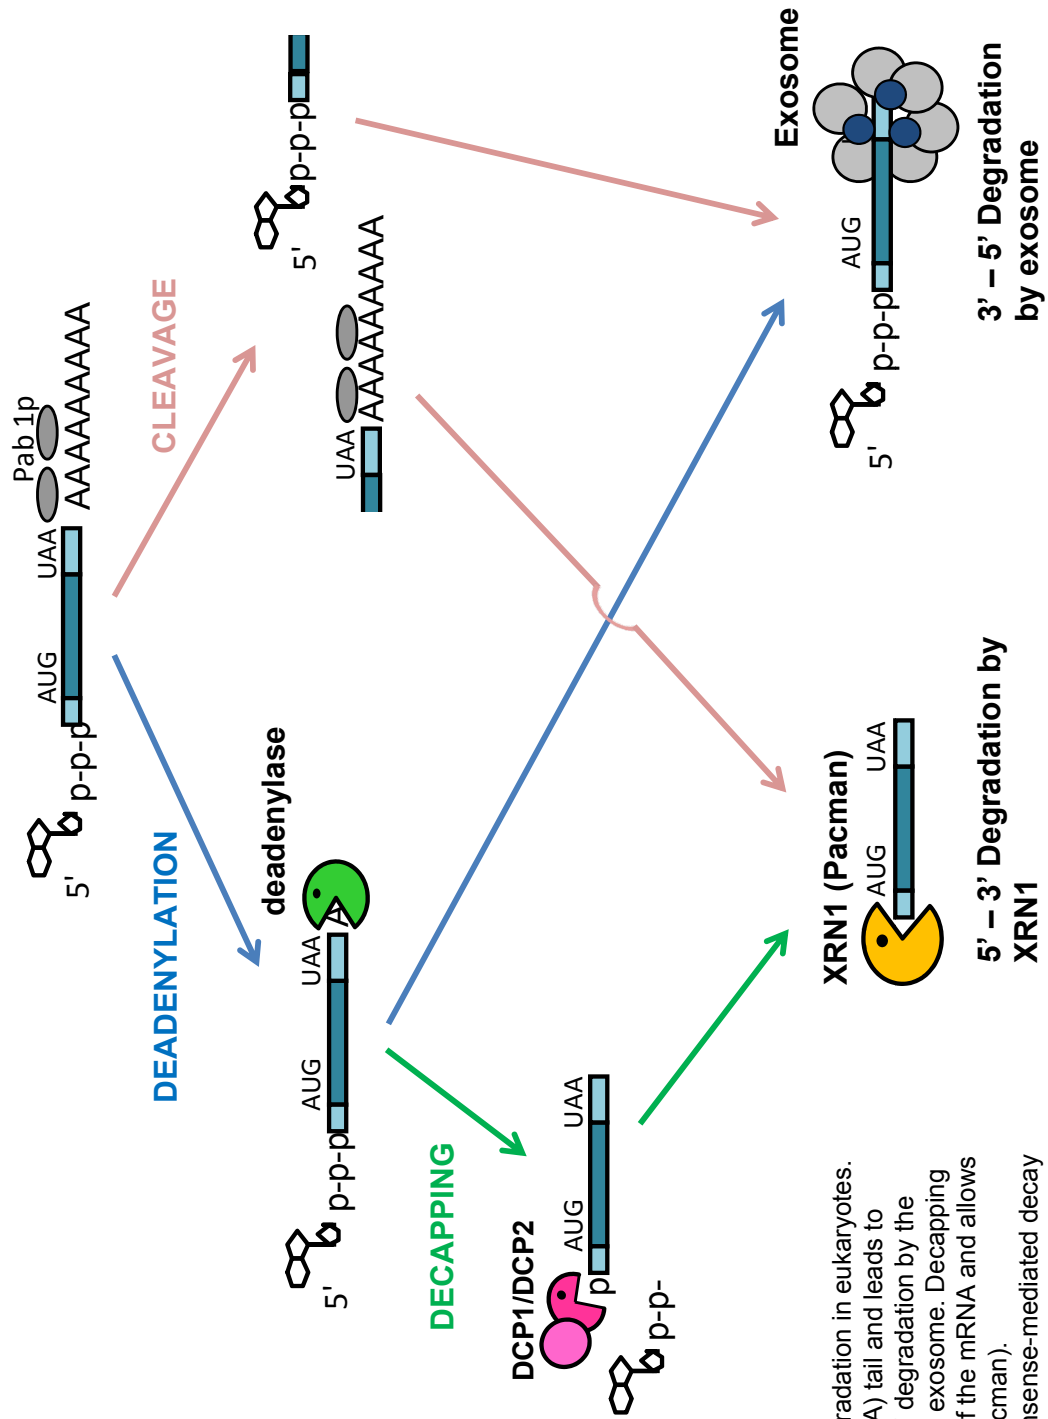 Pab 1p
AUG UAA
5' p-p-p AAAAAAAAA
DEADENYLATION
CLEAVAGE
deadenylase
AUG UAA
5' p-p-p A
UAA
AAAAAAAAA
5' p-p-p
DECAPPING
DCP1/DCP2
AUG UAA
p
p-p-
XRN1 (Pacman)
AUG UAA
5’ – 3’ Degradation by
XRN1
Exosome
AUG
5' p-p-p
3’ – 5’ Degradation
by exosome
radation in eukaryotes.
A) tail and leads to
degradation by the
exosome. Decapping
f the mRNA and allows
cman).
nsense-mediated decay